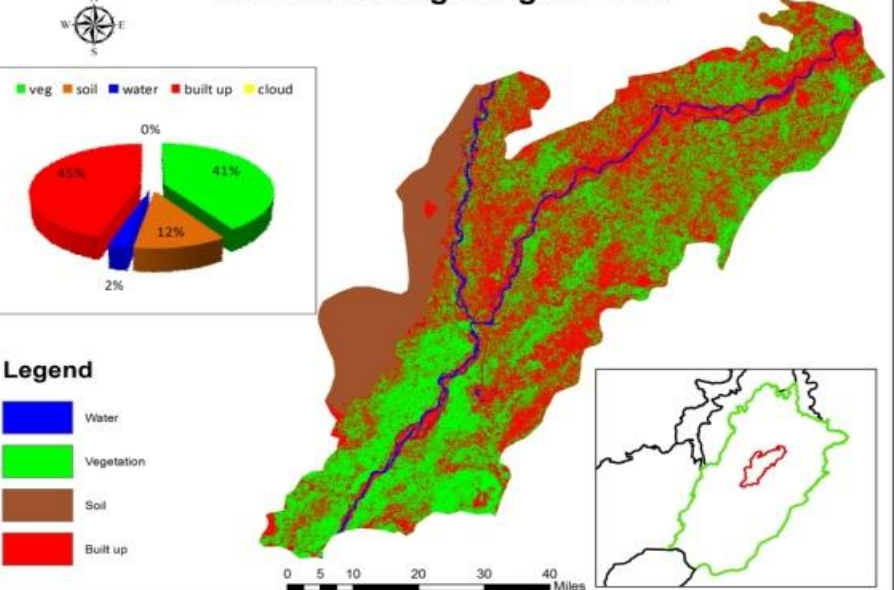 N
W E
S
veg soil water built up cloud
0%
45% 41%
12%
2%
Legend
Water
Vegetation
Soil
Built up
0 5 10 20 30 40
Miles